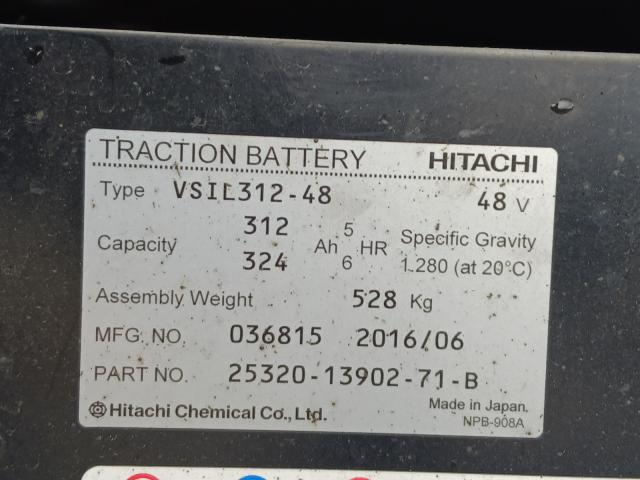 TRACTION BATTERY HITACHI
Type VSIL312-48 48 V
Capacity 312 324 Ah 5 6 HR Specific Gravity 1.280 (at 20°C)
Assembly Weight 528 Kg
MFG. NO. 036815 2016/06
PART NO. 25320-13902-71-B
Hitachi Chemical Co., Ltd. Made in Japan.
NPB-908A